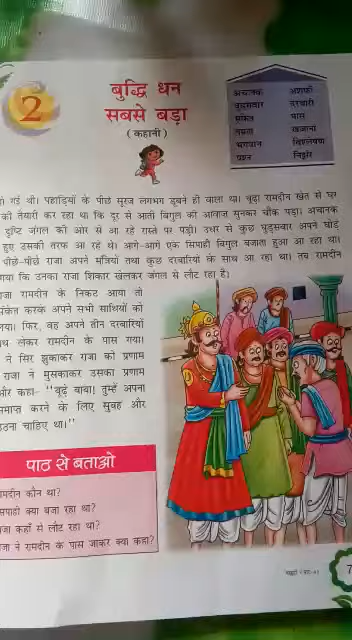 2
बुद्धि धन
सबसे बड़ा
(कहानी)
अचानक अशर्फी
घुड़सवार दरबारी
संकेत पास
खजाना
भगवान विश्लेषण
प्रश्न
गई थी। पहाड़ियों के पीछे सूरज लगभग डूबने ही वाला था। बूढ़ा रामदीन खेत से घर
की तैयारी कर रहा था कि दूर से आती बिगुल की आवाज सुनकर चौंक पड़ा। अचानक
दृष्टि जंगल की ओर से आ रहे रास्ते पर पड़ी। उधर से कुछ घुड़सवार अपने घोड़े
हुए उसकी तरफ आ रहे थे। आगे-आगे एक सिपाही बिगुल बजाता हुआ आ रहा था।
पीछे-पीछे राजा अपने मंत्रियों तथा कुछ दरबारियों के साथ आ रहा था। तब रामदीन
गया कि उनका राजा शिकार खेलकर जंगल से लौट रहा है।
रामदीन के निकट आया तो
संकेत करके अपने सभी साथियों को
गया। फिर, वह अपने तीन दरबारियों
लेकर रामदीन के पास गया।
ने सिर झुकाकर राजा को प्रणाम
राजा ने मुसकाकर उसका प्रणाम
और कहा- "बूढ़े बाबा! तुम्हें अपना
समाप्त करने के लिए सुबह और
उठना चाहिए था।"
पाठ से बताओ
रामदीन कौन था?
सिपाही क्या बजा रहा था?
राजा कहाँ से लौट रहा था?
राजा ने रामदीन के पास जाकर क्या कहा?
7